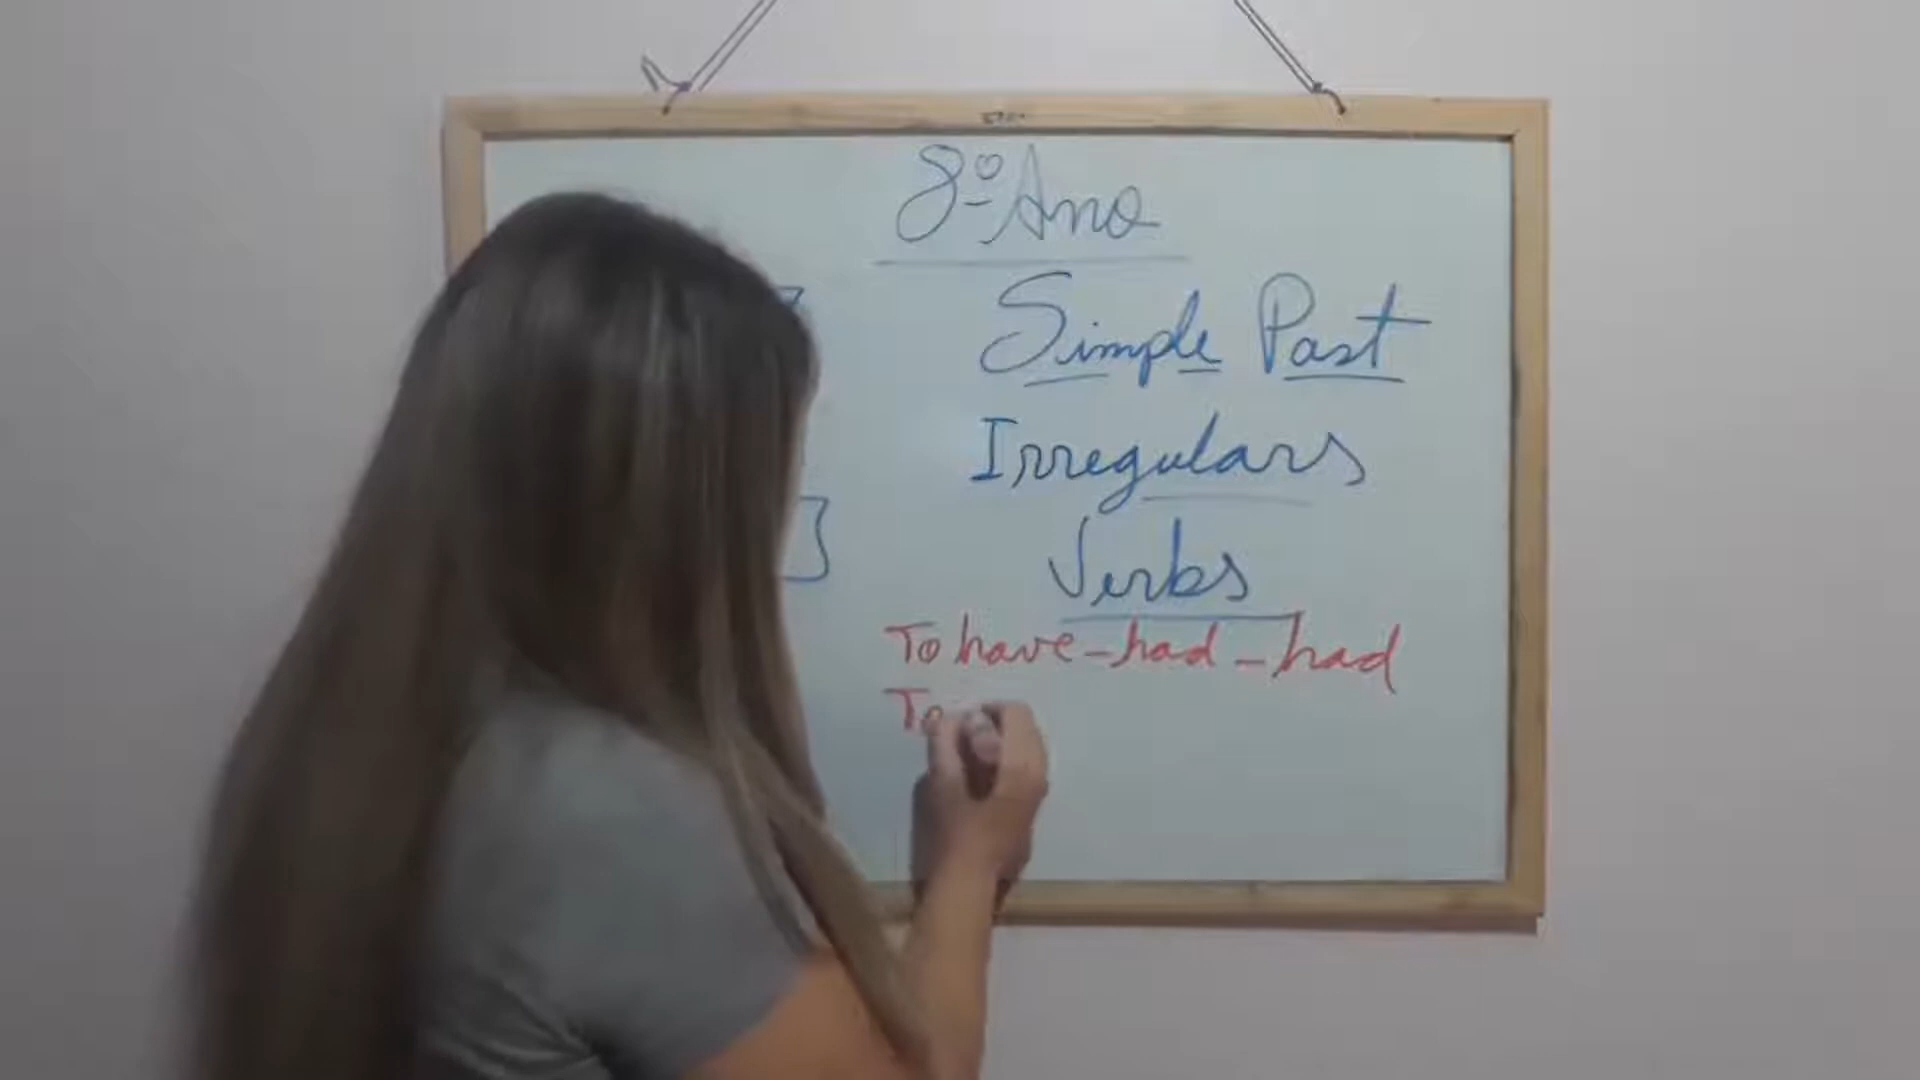 8º Ano
Simple Past
Irregulars
Verbs
To have - had - had
To